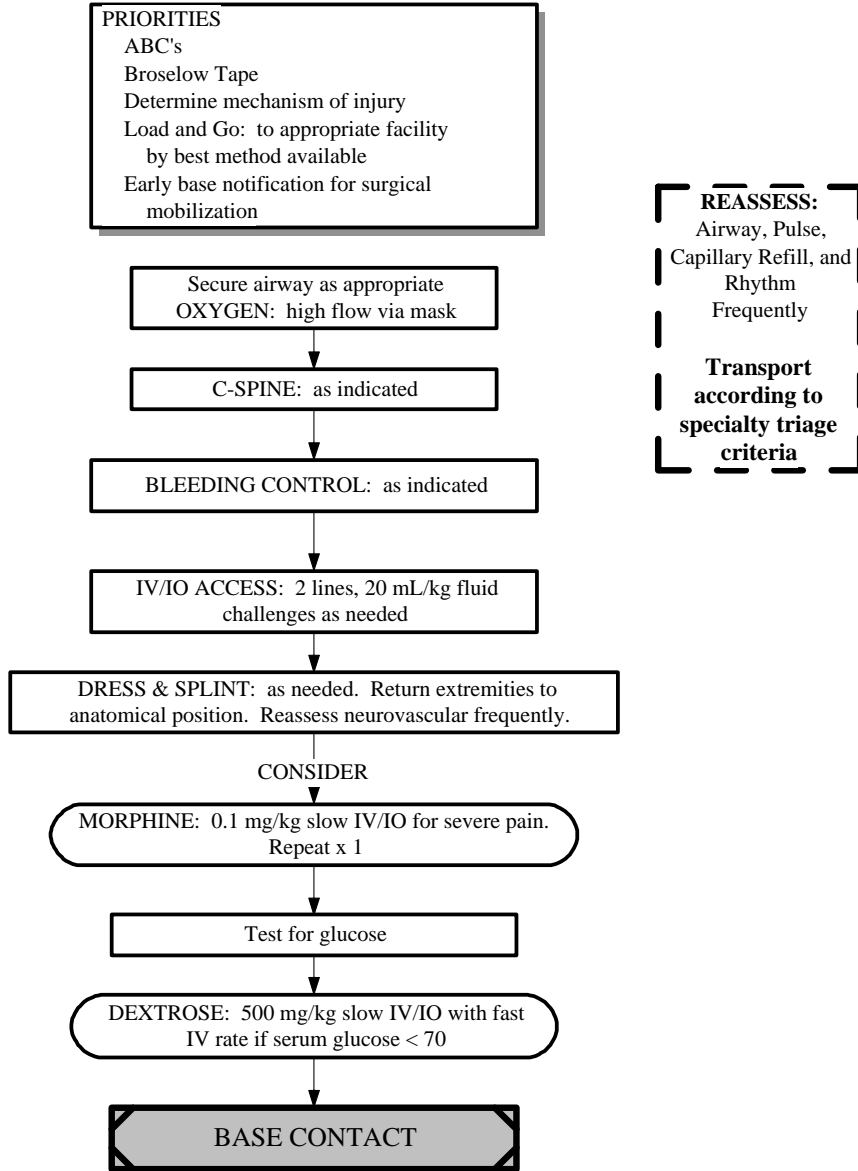 PRIORITIES
ABC's
Broselow Tape
Determine mechanism of injury
Load and Go:  to appropriate facility
by best method available
Early base notification for surgical
mobilization
REASSESS:
Airway, Pulse,
Capillary Refill, and
Rhythm
Frequently
Transport
according to
specialty triage
criteria
Secure airway as appropriate
OXYGEN:  high flow via mask
C-SPINE:  as indicated
BLEEDING CONTROL:  as indicated
IV/IO ACCESS:  2 lines, 20 mL/kg fluid
challenges as needed
DRESS & SPLINT:  as needed.  Return extremities to
anatomical position.  Reassess neurovascular frequently.
CONSIDER
MORPHINE:  0.1 mg/kg slow IV/IO for severe pain.
Repeat x 1
Test for glucose
DEXTROSE:  500 mg/kg slow IV/IO with fast
IV rate if serum glucose < 70
BASE CONTACT